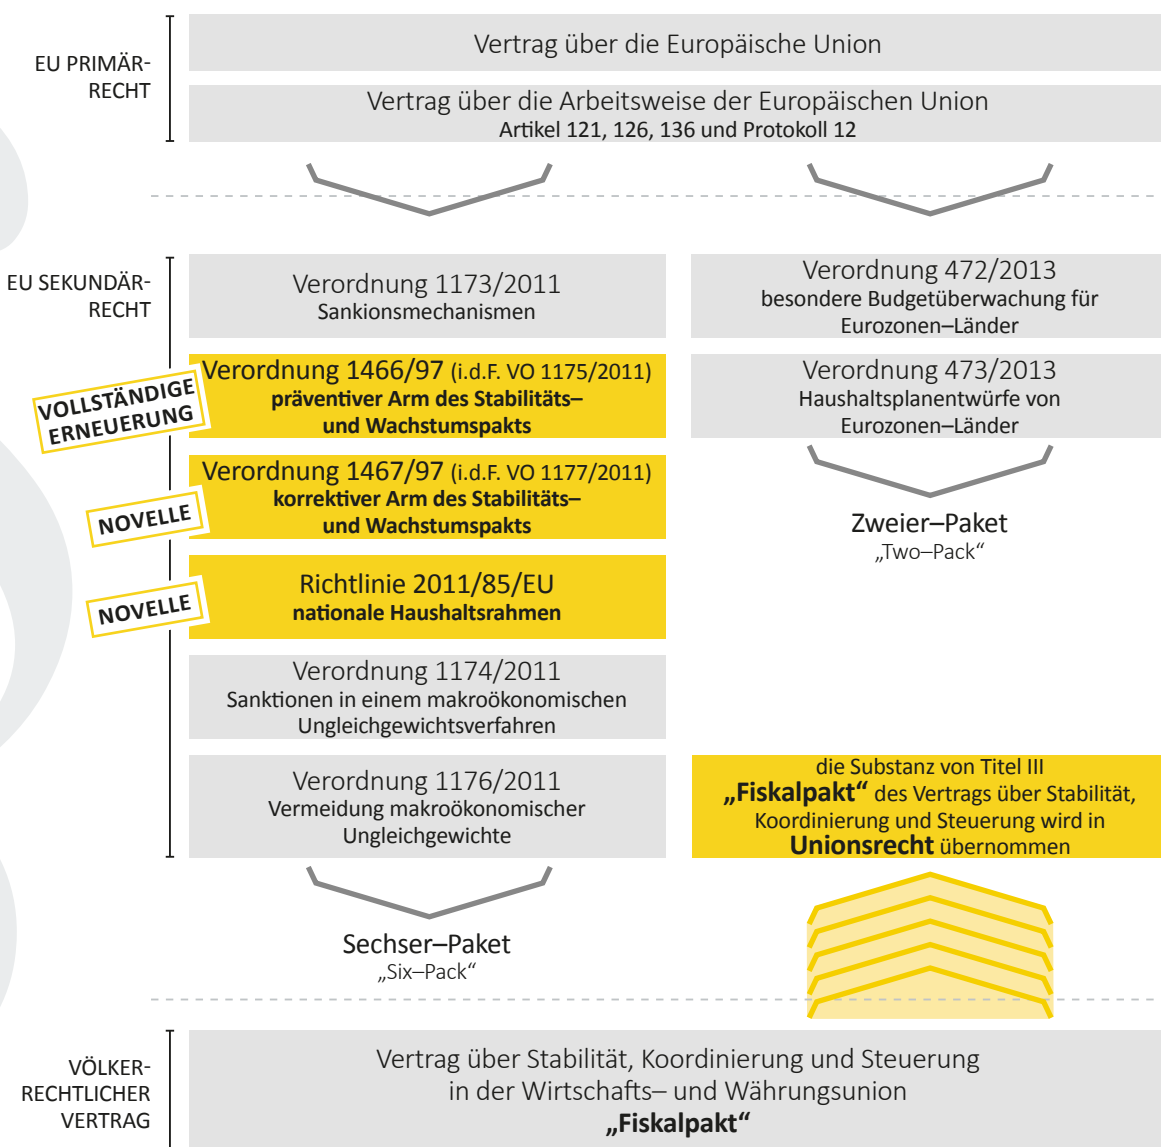 EU PRIMÄR-
RECHT
Vertrag über die Europäische Union
Vertrag über die Arbeitsweise der Europäischen Union
Artikel 121, 126, 136 und Protokoll 12
EU SEKUNDÄR-
RECHT
Verordnung 1173/2011
Sankionsmechanismen
VOLLSTÄNDIGE
ERNEUERUNG
Verordnung 1466/97 (i.d.F. VO 1175/2011)
präventiver Arm des Stabilitäts–
und Wachstumspakts
NOVELLE
Verordnung 1467/97 (i.d.F. VO 1177/2011)
korrektiver Arm des Stabilitäts–
und Wachstumspakts
NOVELLE
Richtlinie 2011/85/EU
nationale Haushaltsrahmen
Verordnung 1174/2011
Sanktionen in einem makroökonomischen
Ungleichgewichtsverfahren
Verordnung 1176/2011
Vermeidung makroökonomischer
Ungleichgewichte
Sechser–Paket
„Six–Pack“
Verordnung 472/2013
besondere Budgetüberwachung für
Eurozonen–Länder
Verordnung 473/2013
Haushaltsplanentwürfe von
Eurozonen–Länder
Zweier–Paket
„Two–Pack“
die Substanz von Titel III
„Fiskalpakt“ des Vertrags über Stabilität,
Koordinierung und Steuerung wird in
Unionsrecht übernommen
VÖLKER-
RECHTLICHER
VERTRAG
Vertrag über Stabilität, Koordinierung und Steuerung
in der Wirtschafts– und Währungsunion
„Fiskalpakt“